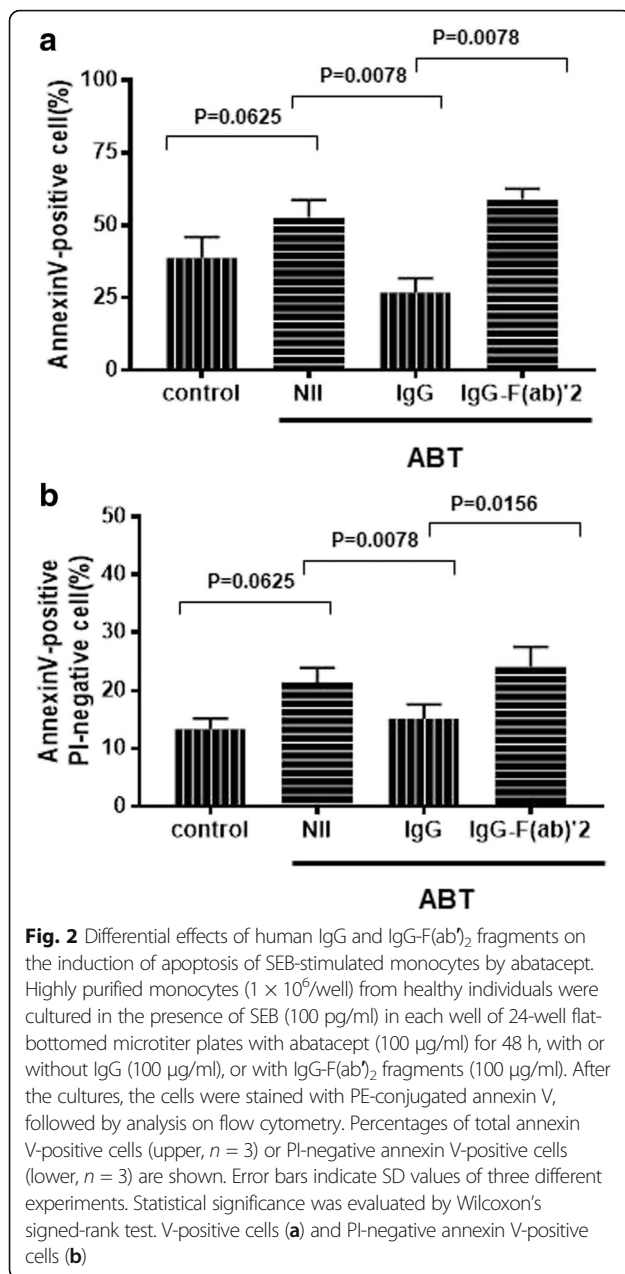 a
P=0.0078
P=0.0078
P=0.0625
AnnexinV-positive cell(%)
100
75
50
25
0
control NIl IgG IgG-F(ab)'2
ABT
b
P=0.0156
P=0.0078
P=0.0625
AnnexinV-positive
PI-negative cell(%)
50
40
30
20
10
0
control NIl IgG IgG-F(ab)'2
ABT
Fig. 2 Differential effects of human IgG and IgG-F(ab′)₂ fragments on
the induction of apoptosis of SEB-stimulated monocytes by abatacept.
Highly purified monocytes (1 × 10⁶/well) from healthy individuals were
cultured in the presence of SEB (100 pg/ml) in each well of 24-well flat-
bottomed microtiter plates with abatacept (100 μg/ml) for 48 h, with or
without IgG (100 μg/ml), or with IgG-F(ab′)₂ fragments (100 μg/ml). After
the cultures, the cells were stained with PE-conjugated annexin V,
followed by analysis on flow cytometry. Percentages of total annexin
V-positive cells (upper, n = 3) or PI-negative annexin V-positive cells
(lower, n = 3) are shown. Error bars indicate SD values of three different
experiments. Statistical significance was evaluated by Wilcoxon's
signed-rank test. V-positive cells (a) and PI-negative annexin V-positive
cells (b)